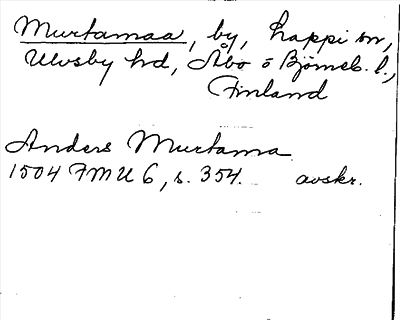 Murtamaa, by, Lappi sn,
Ulvsby hd, Åbo o Björneb. l.,
Finland
Anders Murtama
1504 FMU 6, s. 354. avskr.